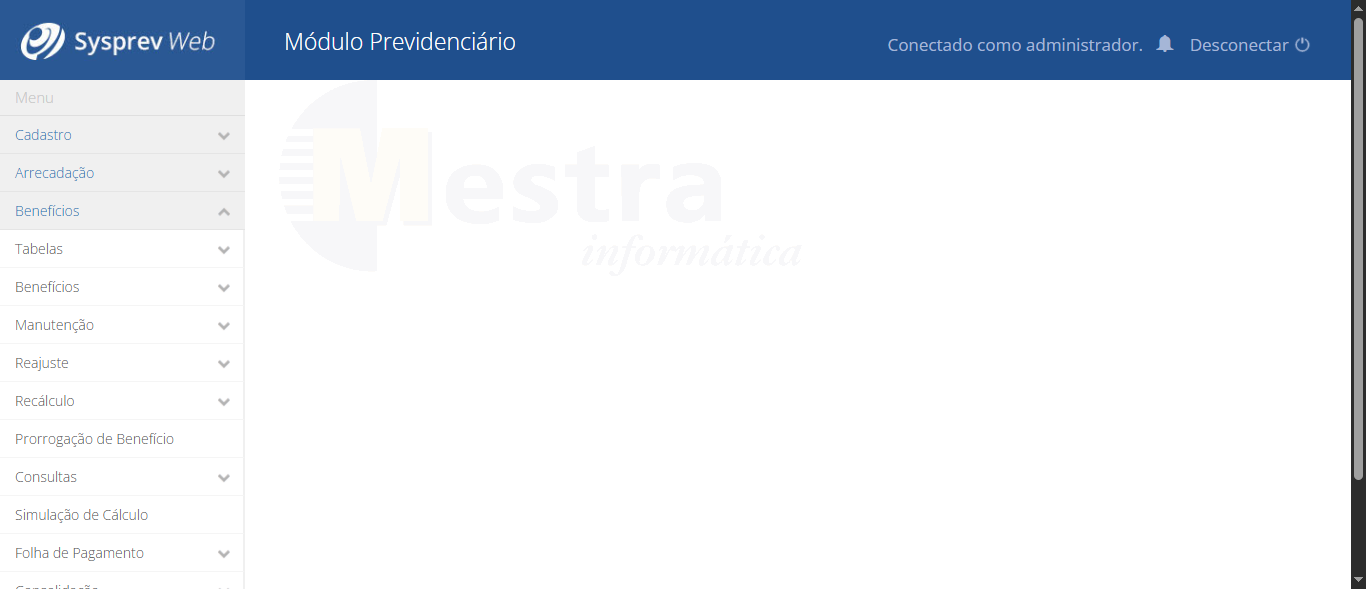 Sysprev Web
Módulo Previdenciário
Conectado como administrador.
Desconectar
Menu
Cadastro
Arrecadação
Benefícios
Tabelas
Benefícios
Manutenção
Reajuste
Recálculo
Prorrogação de Benefício
Consultas
Simulação de Cálculo
Folha de Pagamento
Consolidação
Mestra
informática